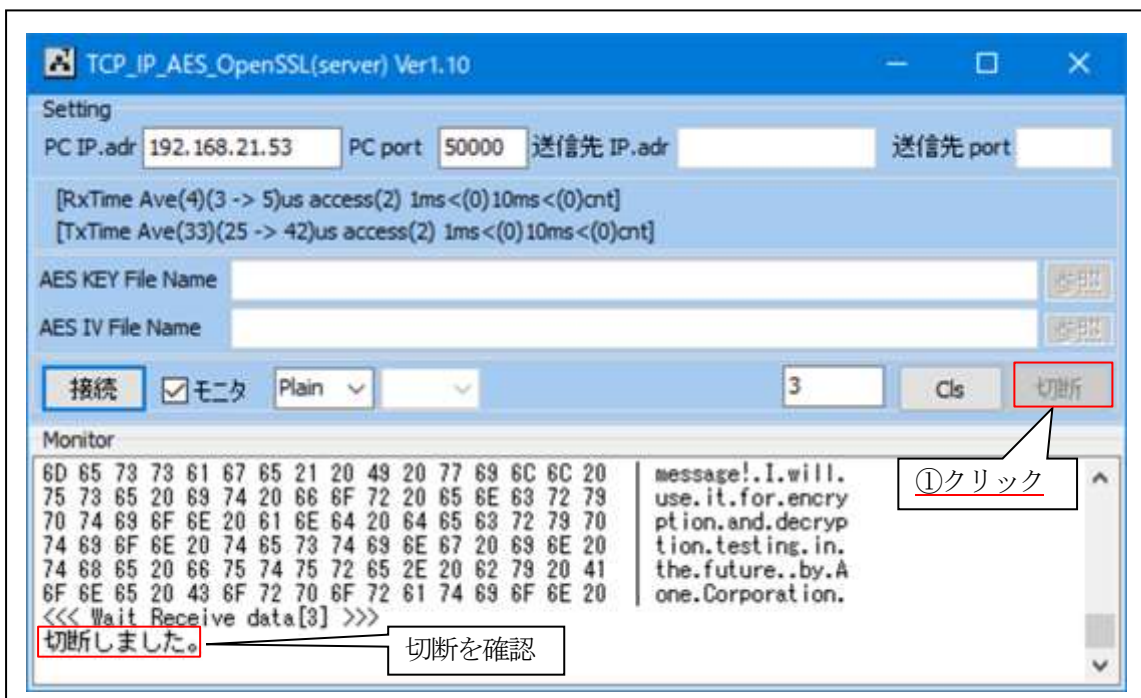 TCP_IP_AES_OpenSSL(server) Ver1.10
Setting
PC IP.adr 192.168.21.53 PC port 50000 送信先 IP.adr 送信先 port
[RxTime Ave(4)(3 -> 5)us access(2) 1ms<(0)10ms<(0)cnt]
[TxTime Ave(33)(25 -> 42)us access(2) 1ms<(0)10ms<(0)cnt]
AES KEY File Name 参照
AES IV File Name 参照
接続 モニタ Plain 3 Cls 切断
Monitor
①クリック
6D 65 73 73 61 67 65 21 20 49 20 77 69 6C 6C 20 | message!.I.will.
75 73 65 20 69 74 20 66 6F 72 20 65 6E 63 72 79 | use.it.for.encry
70 74 69 6F 6E 20 61 6E 64 20 64 65 63 72 79 70 | ption.and.decryp
74 69 6F 6E 20 74 65 73 74 69 6E 67 20 69 6E 20 | tion.testing.in.
74 68 65 20 66 75 74 75 72 65 2E 20 62 79 20 41 | the.future..by.A
6F 6E 65 20 43 6F 72 70 6F 72 61 74 69 6F 6E 20 | one.Corporation.
<<< Wait Receive data[3] >>>
切断しました。
切断を確認